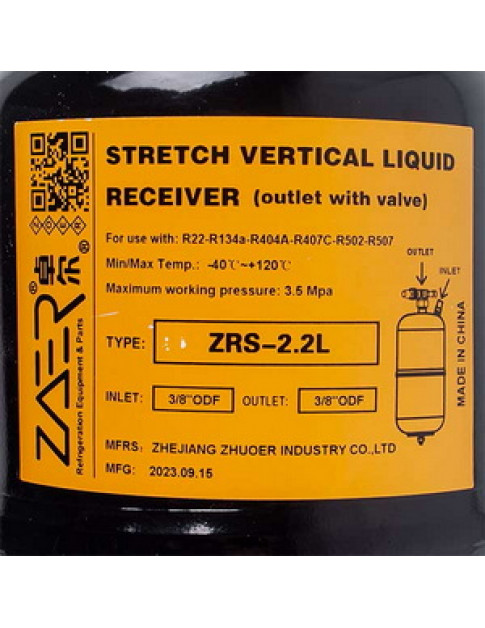 STRETCH VERTICAL LIQUID
RECEIVER (outlet with valve)
For use with: R22-R134a-R404A-R407C-R502-R507
Min/Max Temp.: -40℃~+120℃
Maximum working pressure: 3.5 Mpa
TYPE: ZRS-2.2L
INLET: 3/8"ODF OUTLET: 3/8"ODF
MFRS: ZHEJIANG ZHUOER INDUSTRY CO.,LTD
MFG: 2023.09.15
OUTLET
INLET
MADE IN CHINA
ZOER
ZAER® 卓尔®
Refrigeration Equipment & Parts